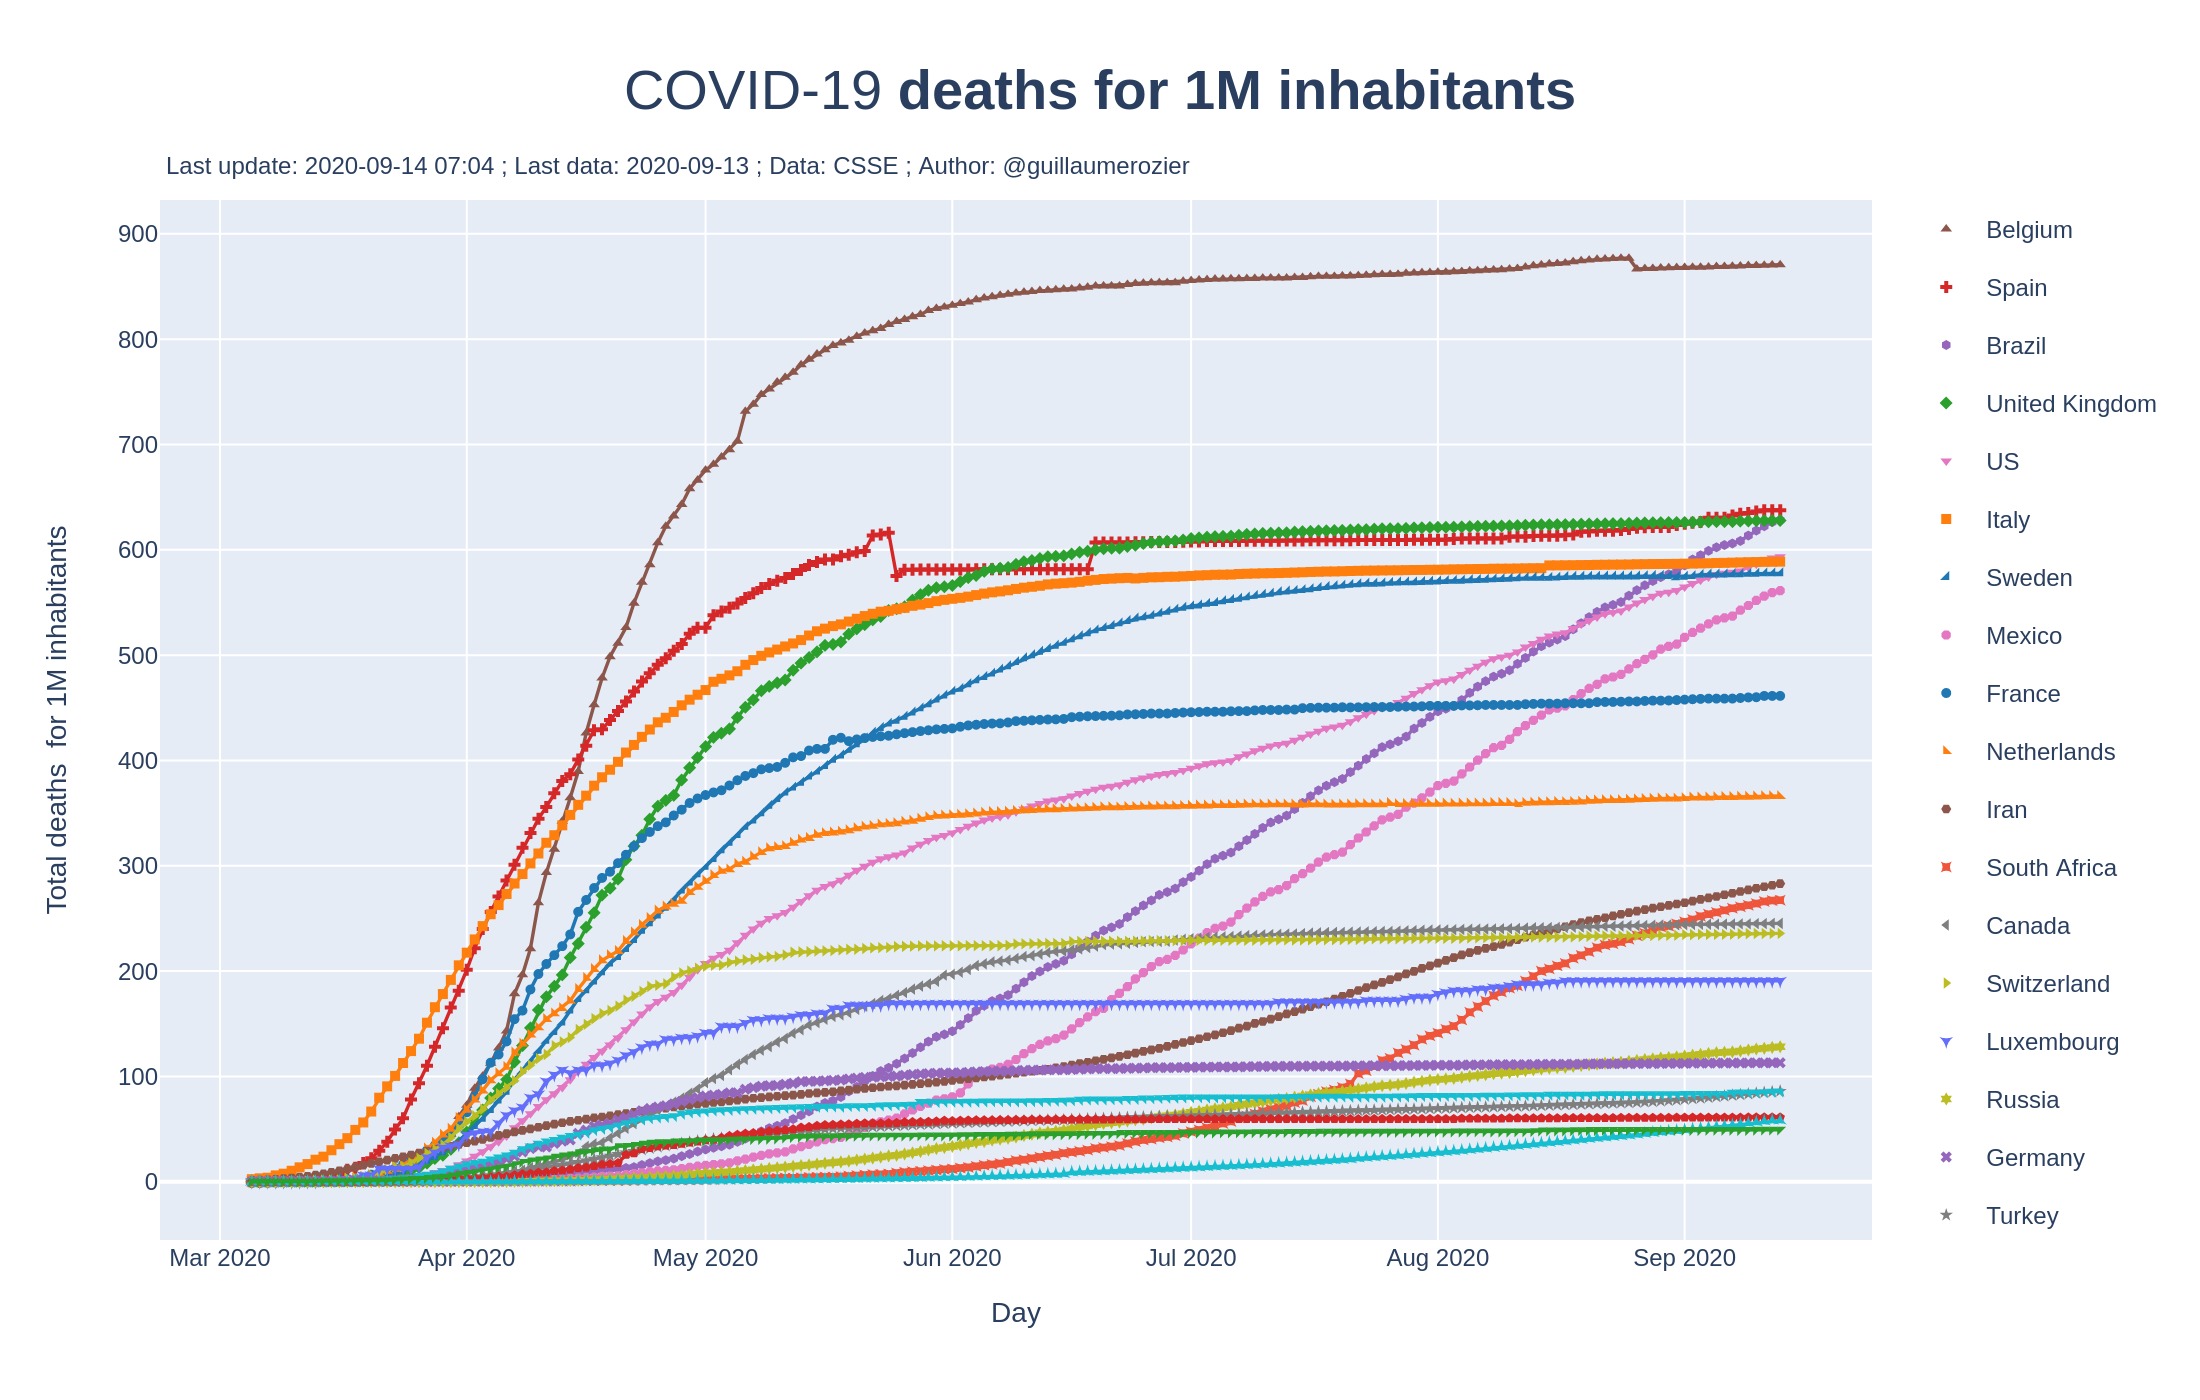 COVID-19 deaths for 1M inhabitants
Last update: 2020-09-14 07:04 ; Last data: 2020-09-13 ; Data: CSSE ; Author: @guillaumerozier
Total deaths for 1M inhabitants
900
800
700
600
500
400
300
200
100
0
Mar 2020
Apr 2020
May 2020
Jun 2020
Jul 2020
Aug 2020
Sep 2020
Day
Belgium
Spain
Brazil
United Kingdom
US
Italy
Sweden
Mexico
France
Netherlands
Iran
South Africa
Canada
Switzerland
Luxembourg
Russia
Germany
Turkey